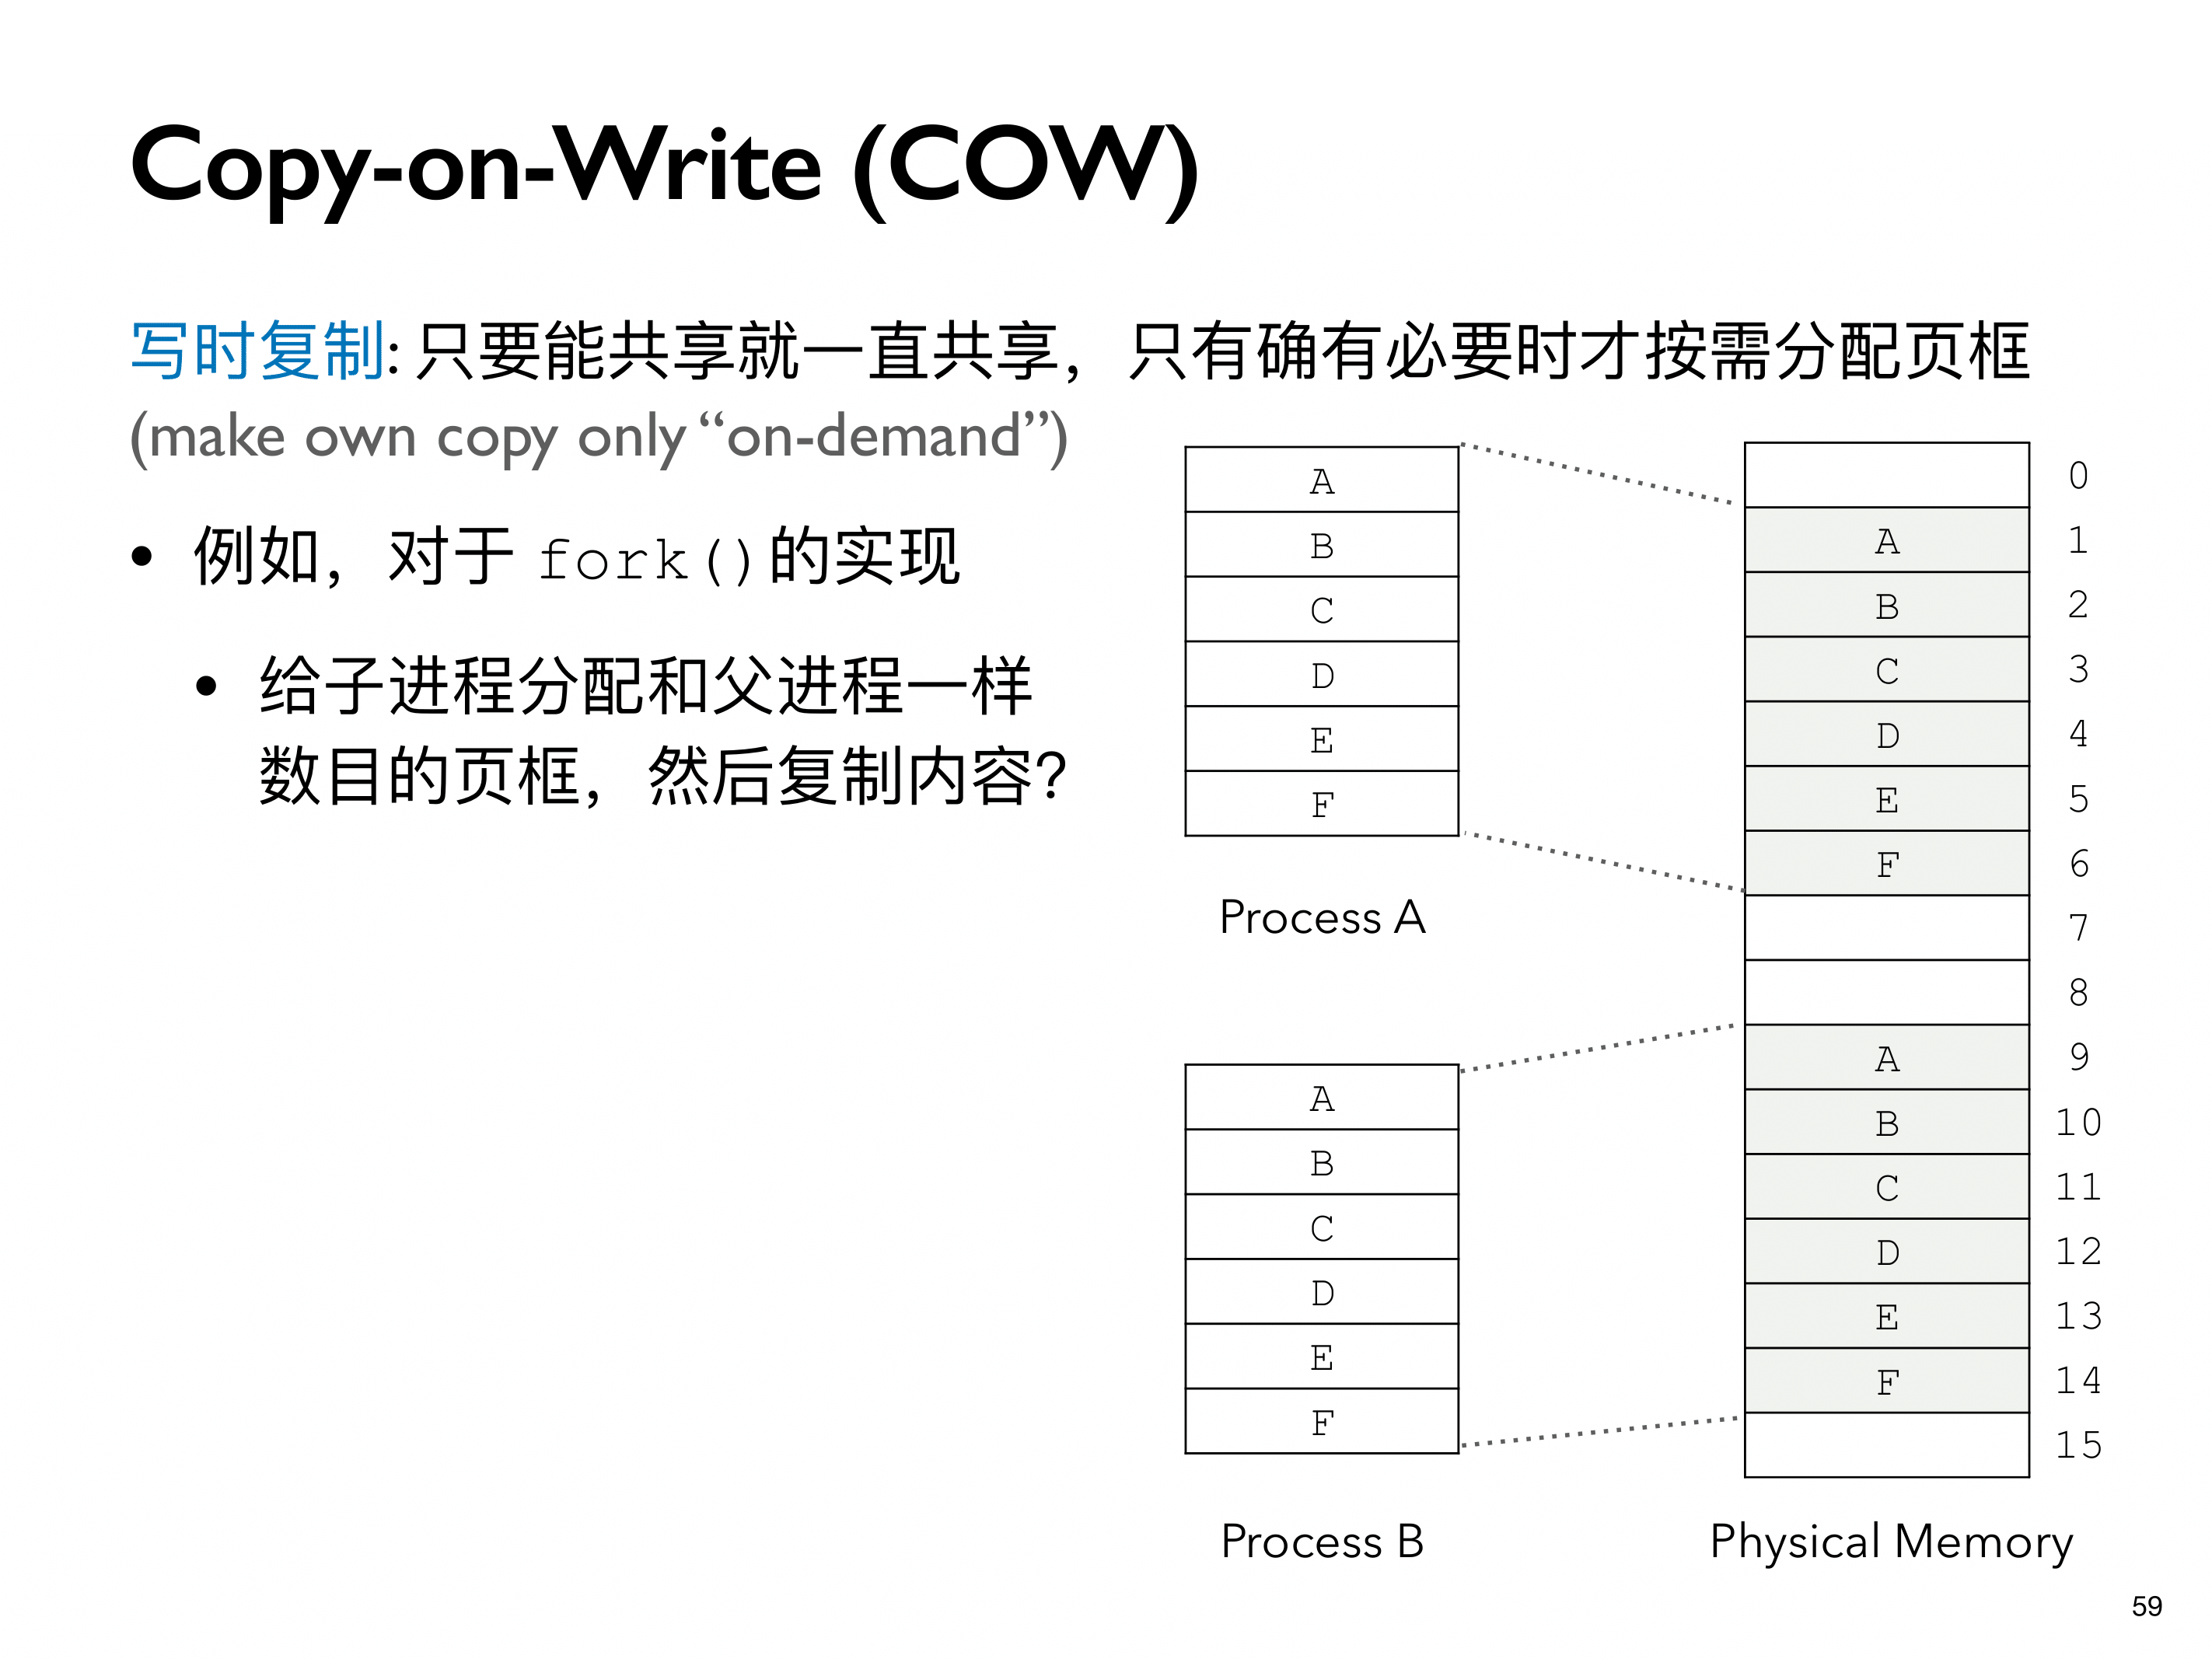 Copy-on-Write (COW)
写时复制: 只要能共享就一直共享，只有确有必要时才按需分配页框
(make own copy only “on-demand”)
• 例如，对于 fork()的实现
• 给子进程分配和父进程一样
数目的页框，然后复制内容?
A
B
C
D
E
F
Process A
A
B
C
D
E
F
Process B
0
A 1
B 2
C 3
D 4
E 5
F 6
7
8
A 9
B 10
C 11
D 12
E 13
F 14
15
Physical Memory
59